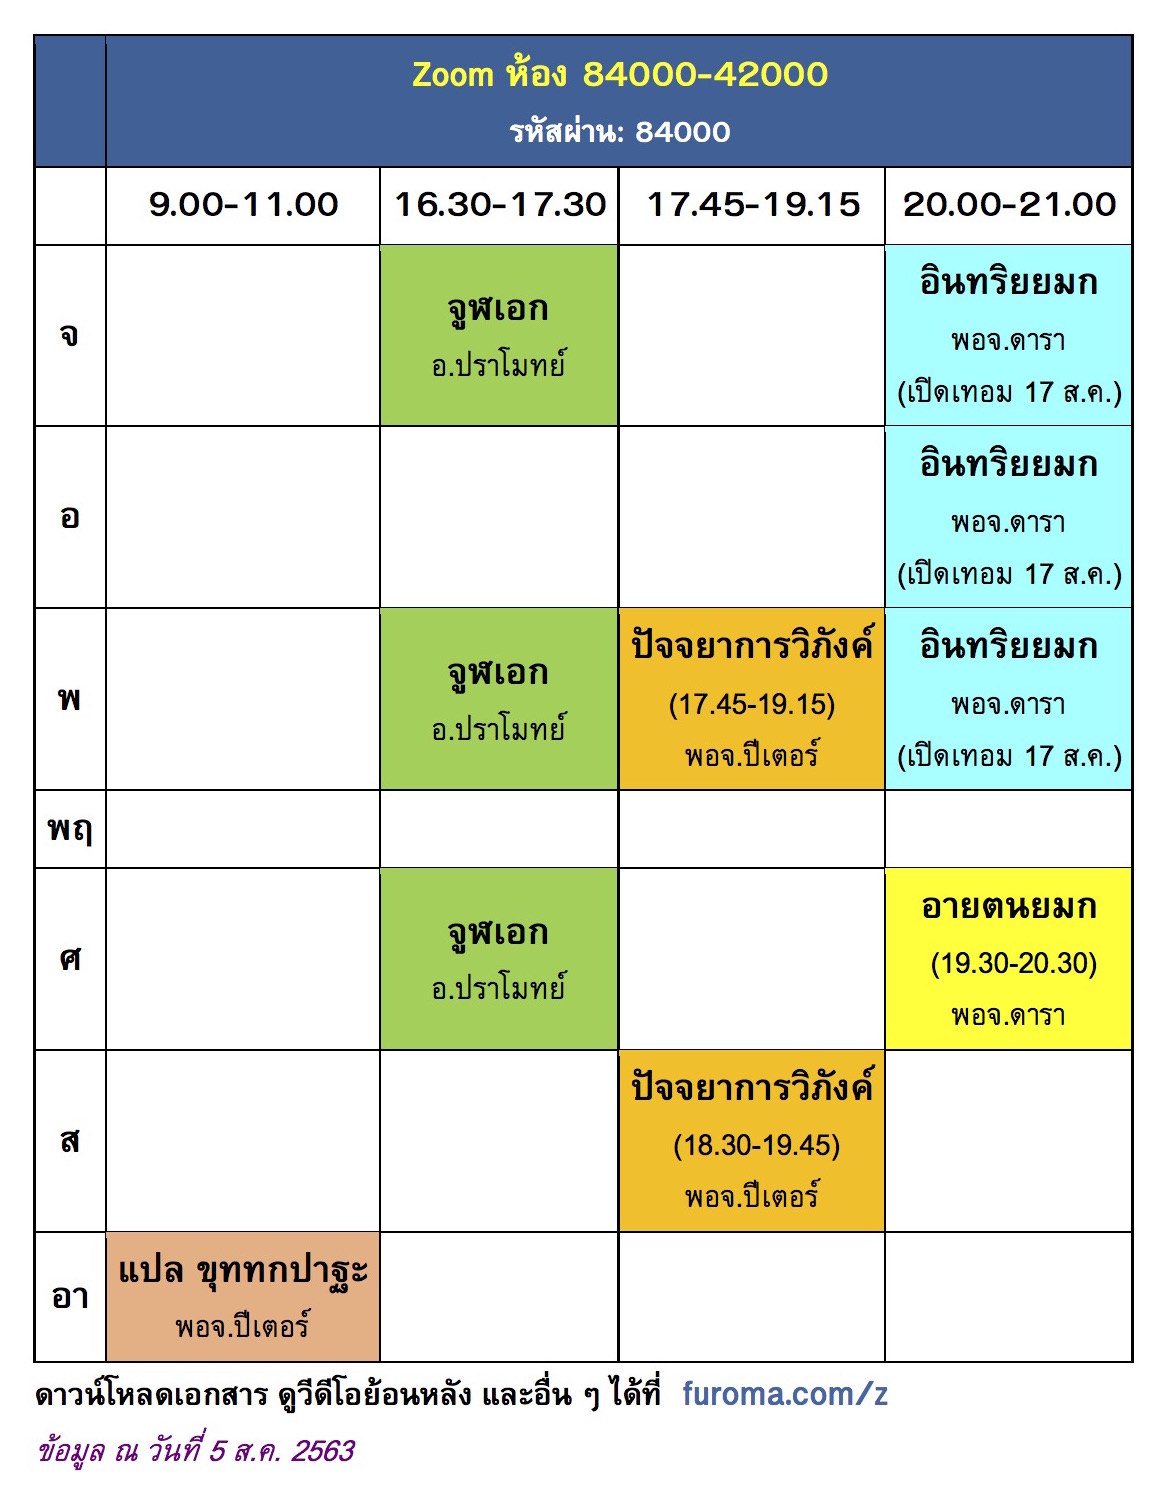 Zoom ห้อง 84000-42000
รหัสผ่าน: 84000
9.00-11.00 16.30-17.30 17.45-19.15 20.00-21.00
จ
จูฬเอก
อ.ปราโมทย์
อินทริยยมก
พอจ.ดารา
(เปิดเทอม 17 ส.ค.)
อ
อินทริยยมก
พอจ.ดารา
(เปิดเทอม 17 ส.ค.)
พ
จูฬเอก
อ.ปราโมทย์
ปัจจยาการวิภังค์
(17.45-19.15)
พอจ.ปีเตอร์
อินทริยยมก
พอจ.ดารา
(เปิดเทอม 17 ส.ค.)
พฤ
ศ
จูฬเอก
อ.ปราโมทย์
อายตนยมก
(19.30-20.30)
พอจ.ดารา
ส
ปัจจยาการวิภังค์
(18.30-19.45)
พอจ.ปีเตอร์
อา
แปล ขุททกปาฐะ
พอจ.ปีเตอร์
ดาวน์โหลดเอกสาร ดูวีดีโอย้อนหลัง และอื่น ๆ ได้ที่ furoma.com/z
ข้อมูล ณ วันที่ 5 ส.ค. 2563